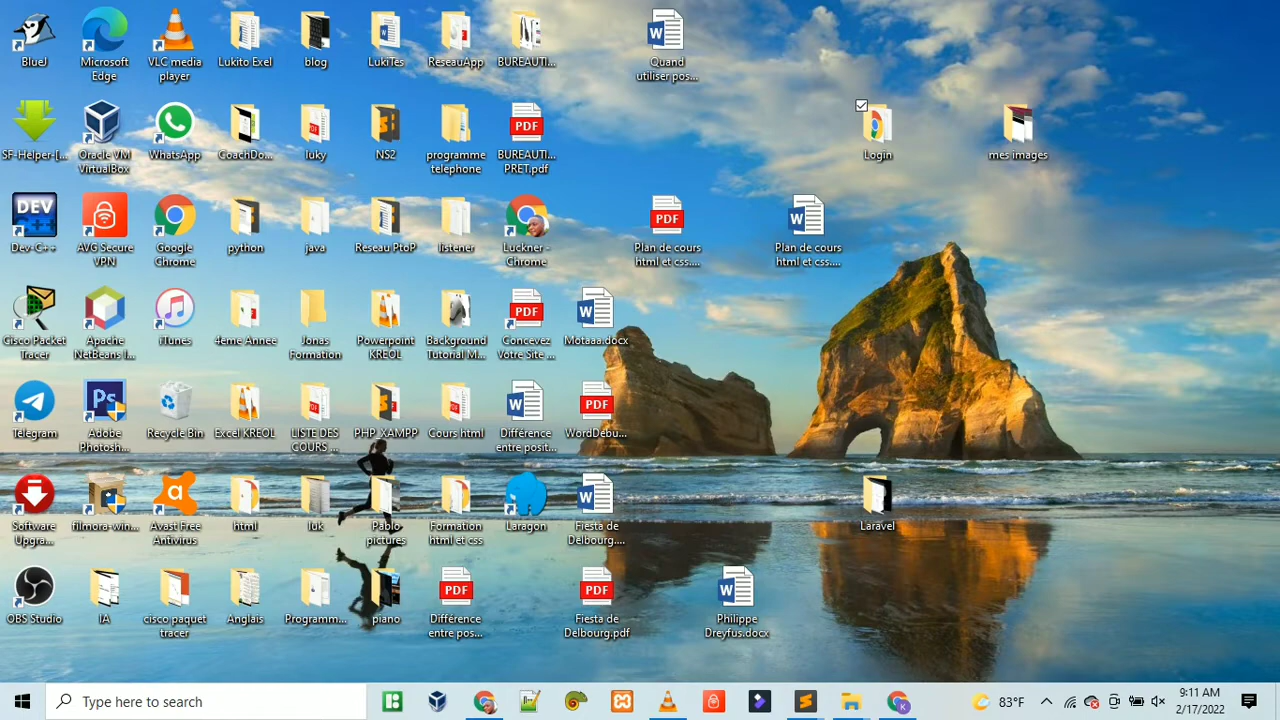 BlueJ
Microsoft
Edge
VLC media
player
Lukito Exel
blog
LukiTes
ReseauApp
BUREAUTI...
Quand
utiliser pos...
SF-Helper-[...
Oracle VM
VirtualBox
WhatsApp
CoachDo...
luky
NS2
programme
telephone
PDF
BUREAUTI...
PRET.pdf
Login
mes images
DEV
Dev-C++
AVG Secure
VPN
Google
Chrome
python
java
Reseau PtoP
listener
Luckner -
Chrome
PDF
Plan de cours
html et css....
Plan de cours
html et css....
Cisco Packet
Tracer
Apache
NetBeans I...
iTunes
4eme Annee
Jonas
Formation
Powerpoint
KREOL
Background
Tutorial M...
PDF
Concevez
Votre Site ...
Motaaa.docx
Telegram
Ps
Adobe
Photosh...
Recycle Bin
Excel KREOL
LISTE DES
COURS ...
PHP_XAMPP
Cours html
Différence
entre posit...
PDF
WordDebu...
Software
Upgra...
filmora-win...
Avast Free
Antivirus
html
luk
Pablo
pictures
Formation
html et css
Laragon
Fiesta de
Delbourg....
Laravel
OBS Studio
IA
cisco paquet
tracer
Anglais
Programm...
piano
PDF
Différence
entre pos...
PDF
Fiesta de
Delbourg.pdf
Philippe
Dreyfus.docx
Type here to search
K
83°F
9:11 AM
2/17/2022